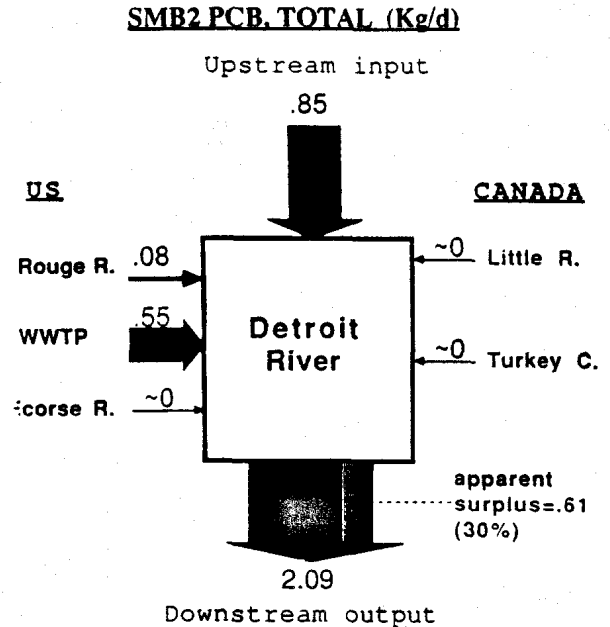 SMB2 PCB, TOTAL (Kg/d)
Upstream input
.85
US
CANADA
Rouge R. .08
~0 Little R.
WWTP .55
Detroit
River
~0 Turkey C.
corse R. ~0
apparent
surplus=.61
(30%)
2.09
Downstream output